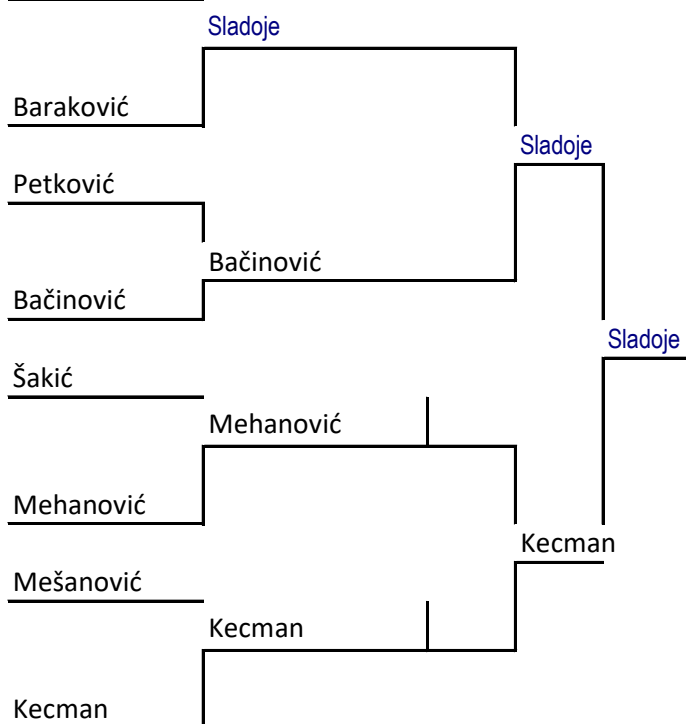 Sladoje
Baraković
Sladoje
Petković
Bačinović
Bačinović
Sladoje
Šakić
Mehanović
Mehanović
Kecman
Mešanović
Kecman
Kecman